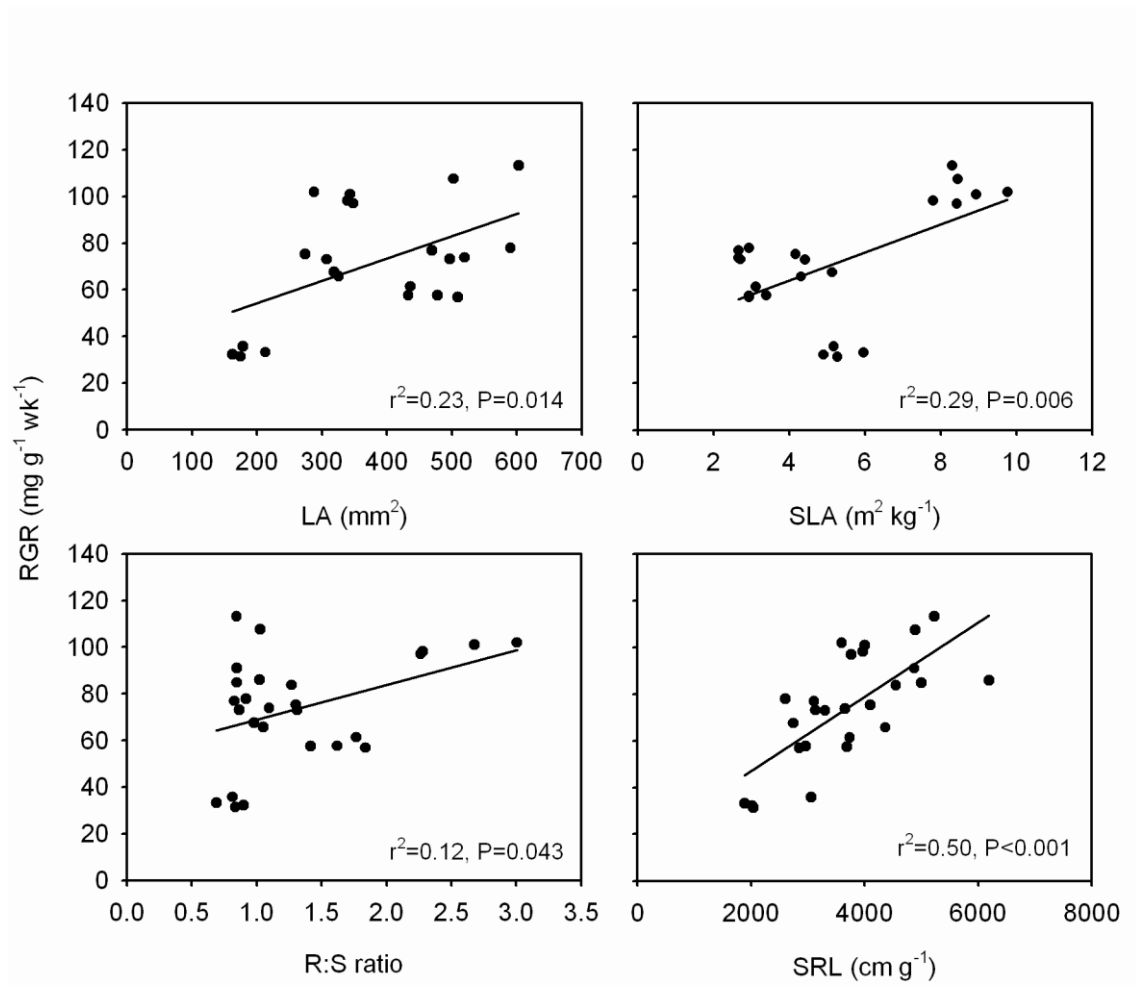 RGR (mg g⁻¹ wk⁻¹)
140
120
100
80
60
40
20
0
r²=0.23, P=0.014
0 100 200 300 400 500 600 700
LA (mm²)
r²=0.29, P=0.006
0 2 4 6 8 10 12
SLA (m² kg⁻¹)
140
120
100
80
60
40
20
0
r²=0.12, P=0.043
0.0 0.5 1.0 1.5 2.0 2.5 3.0 3.5
R:S ratio
r²=0.50, P<0.001
0 2000 4000 6000 8000
SRL (cm g⁻¹)